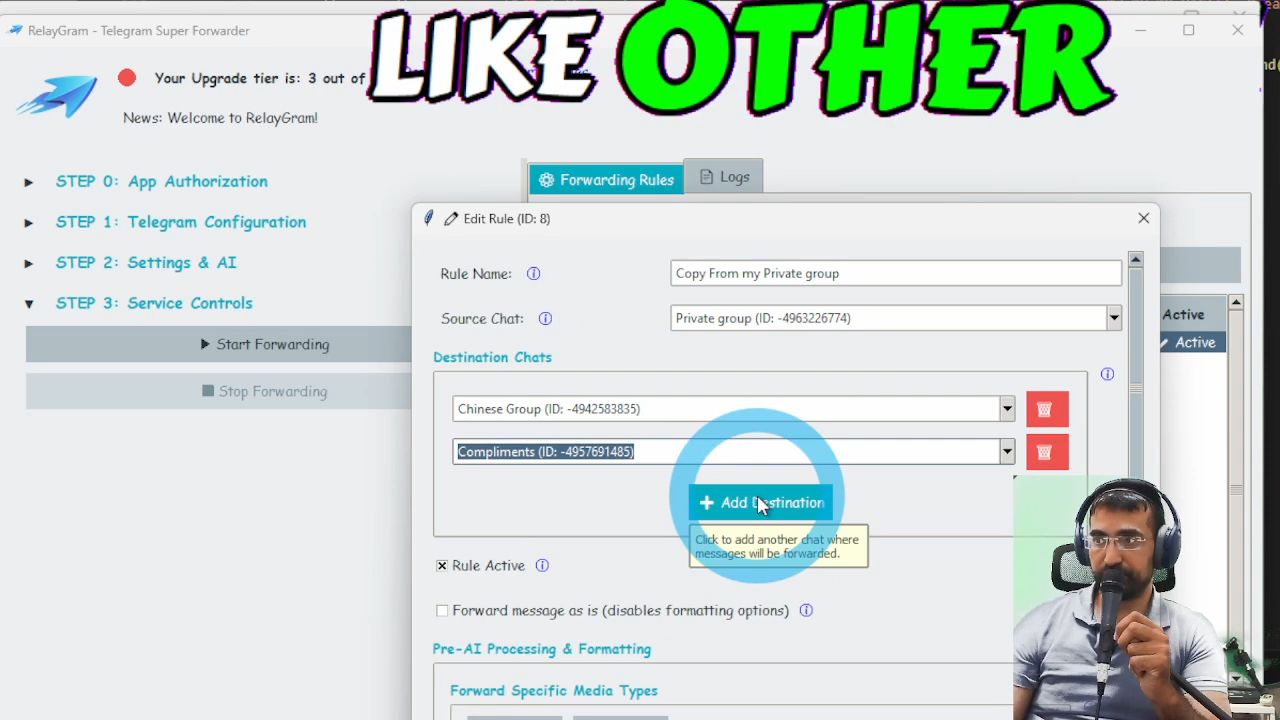 LIKE OTHER
RelayGram - Telegram Super Forwarder
Your Upgrade tier is: 3 out of
News: Welcome to RelayGram!
STEP 0: App Authorization
STEP 1: Telegram Configuration
STEP 2: Settings & AI
STEP 3: Service Controls
Start Forwarding
Stop Forwarding
Forwarding Rules
Logs
Active
Active
Edit Rule (ID: 8)
Rule Name:
Copy From my Private group
Source Chat:
Private group (ID: -4963226774)
Destination Chats
Chinese Group (ID: -4942583835)
Compliments (ID: -4957691485)
+ Add Destination
Click to add another chat where
messages will be forwarded.
Rule Active
Forward message as is (disables formatting options)
Pre-AI Processing & Formatting
Forward Specific Media Types